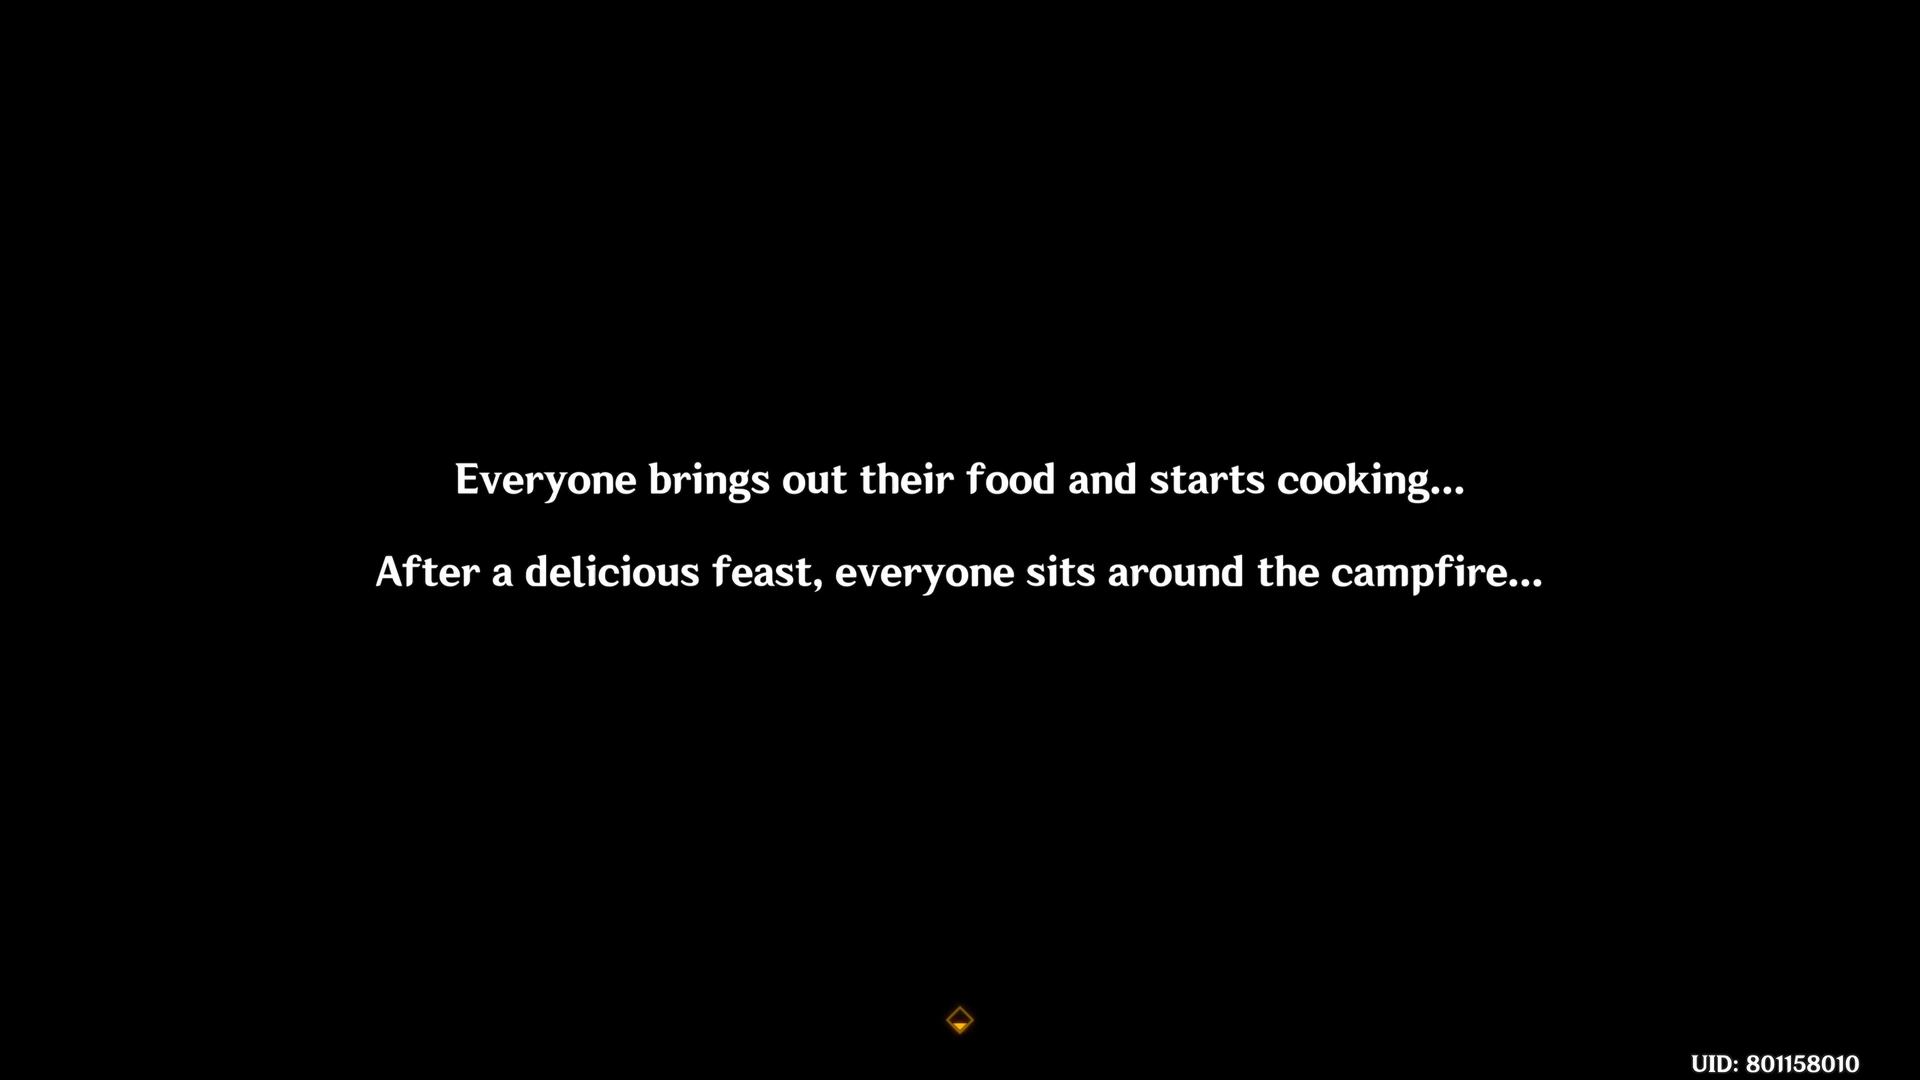 Everyone brings out their food and starts cooking...
After a delicious feast, everyone sits around the campfire...
UID: 801158010